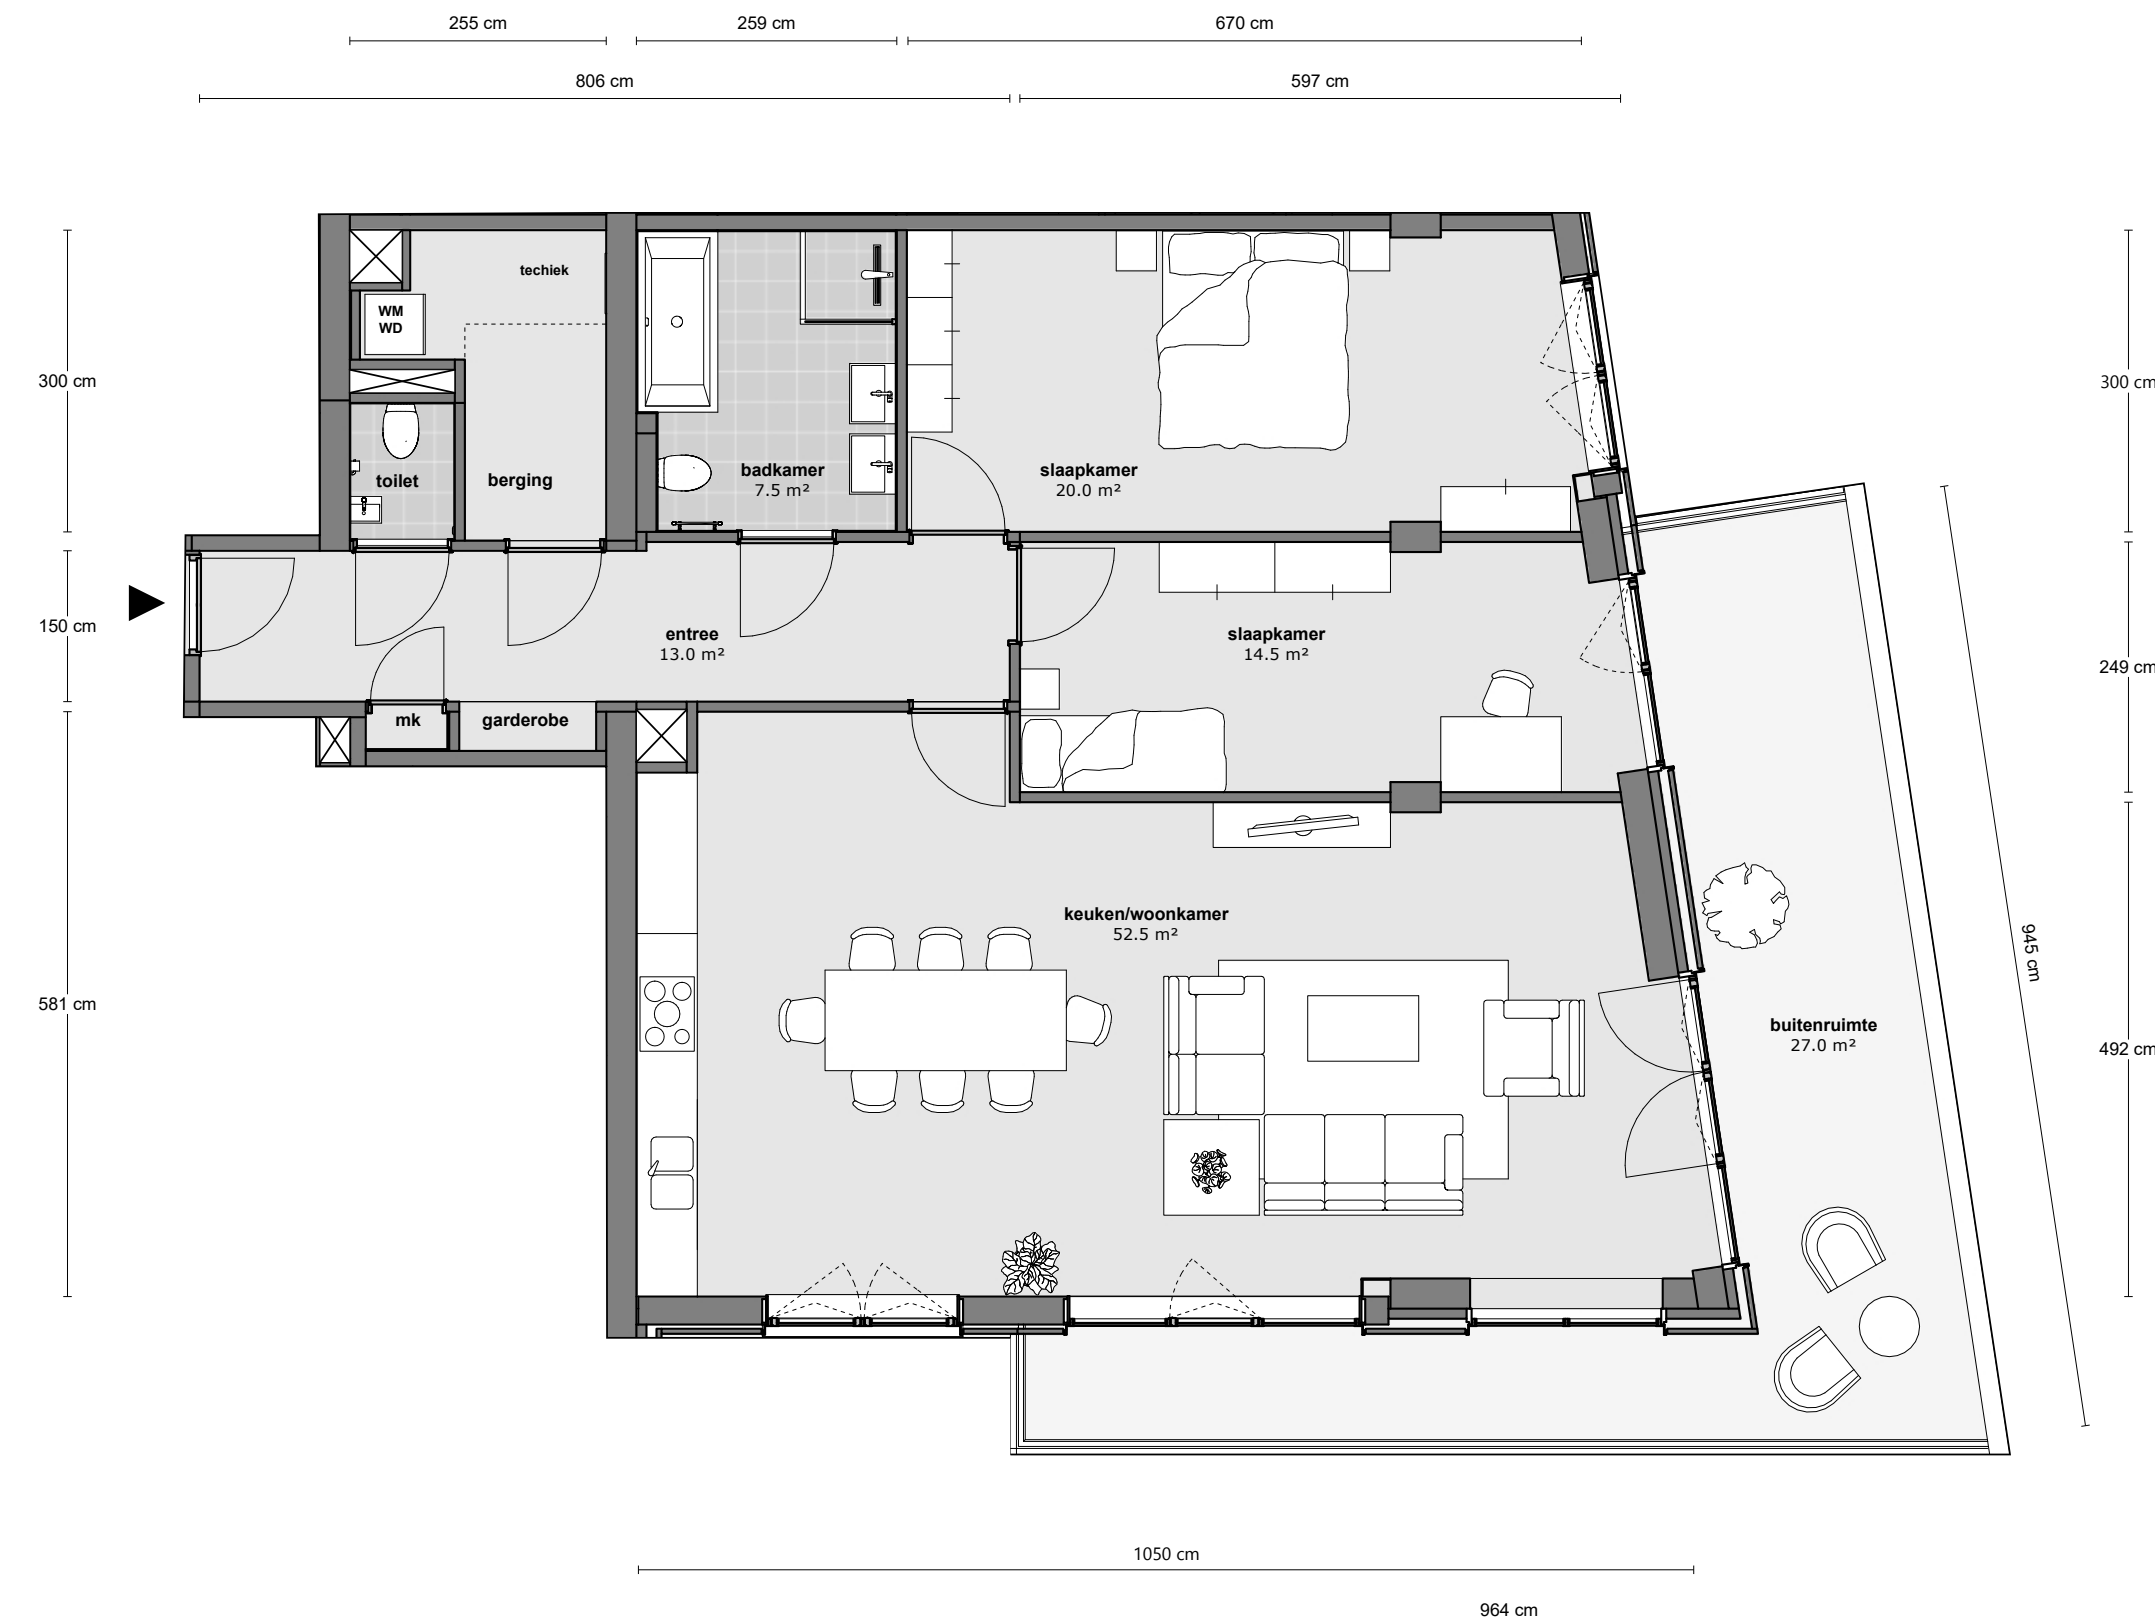 255 cm
259 cm
670 cm
806 cm
597 cm
techiek
WM
WD
300 cm
300 cm
toilet
berging
badkamer
7.5 m²
slaapkamer
20.0 m²
150 cm
entree
13.0 m²
slaapkamer
14.5 m²
249 cm
mk
garderobe
keuken/woonkamer
52.5 m²
945 cm
581 cm
buitenruimte
27.0 m²
492 cm
1050 cm
964 cm